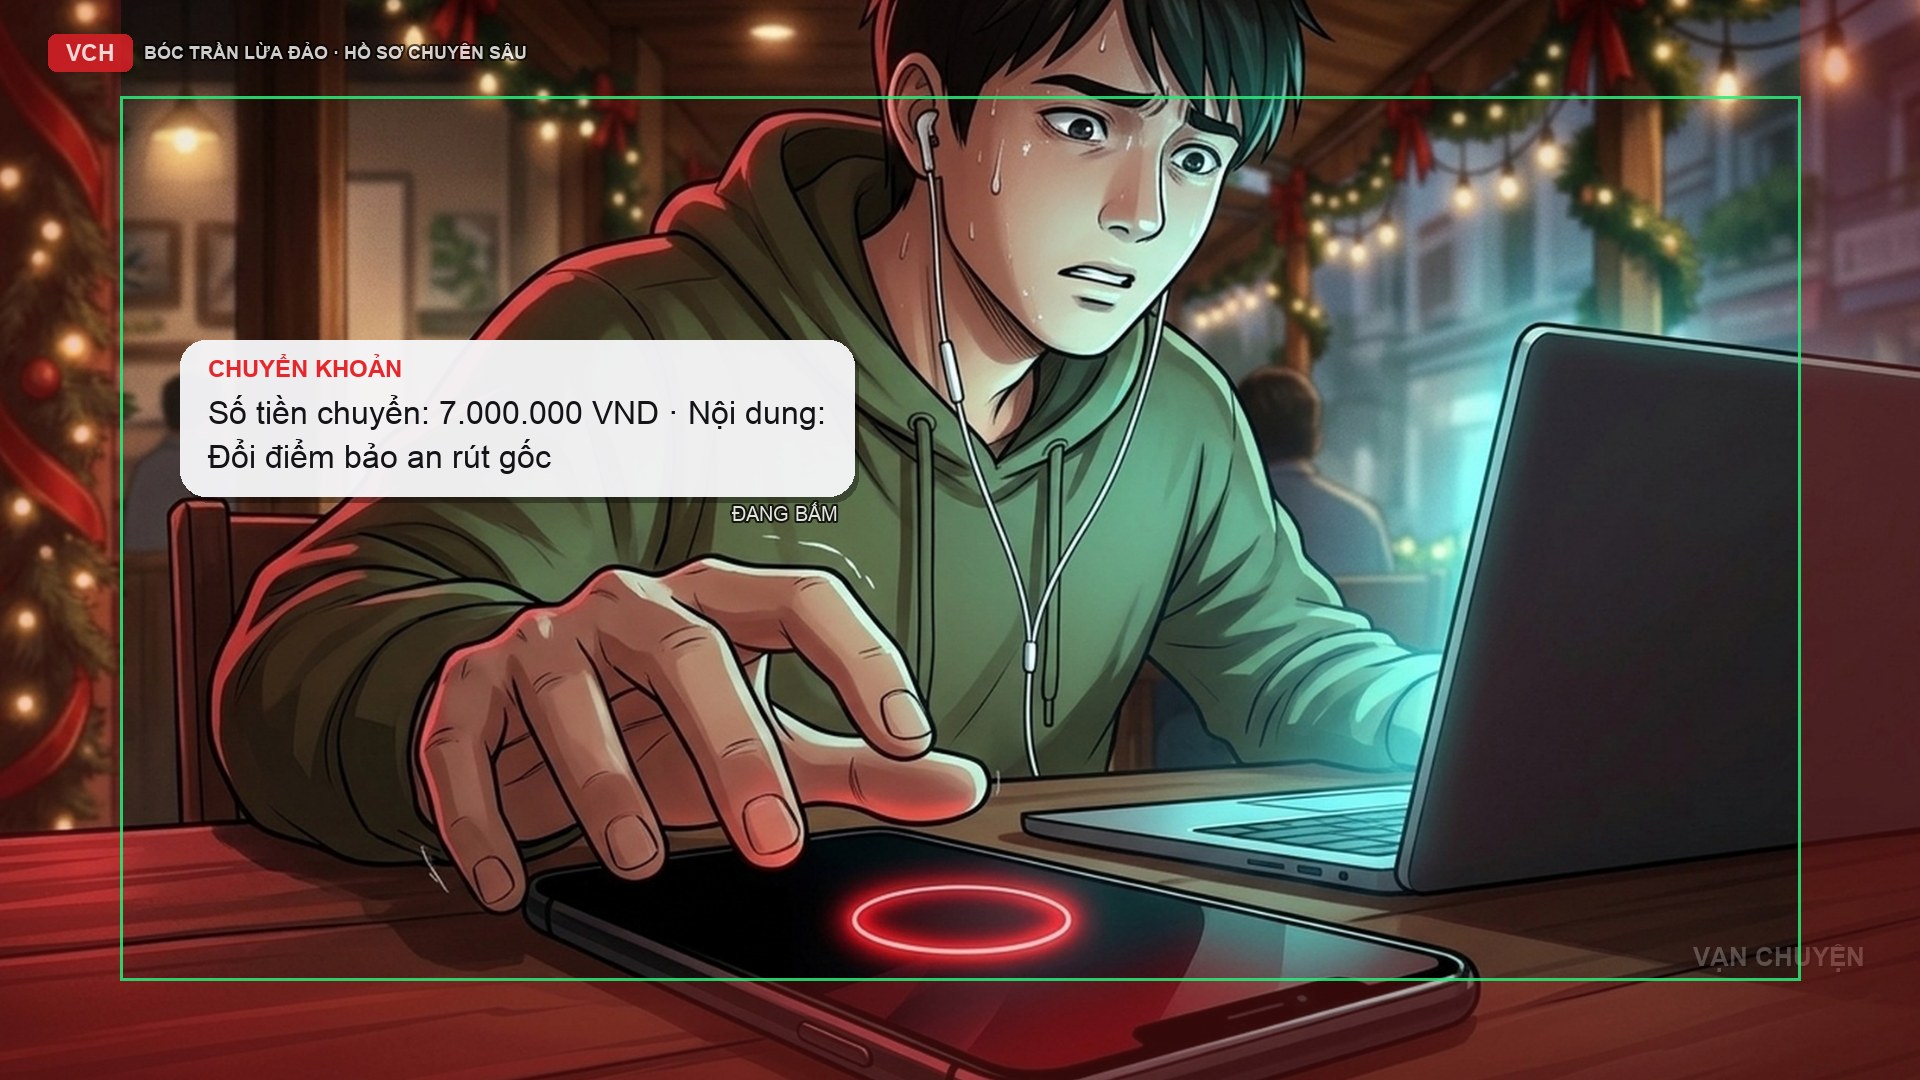 VCH BÓC TRẦN LỪA ĐẢO · HỒ SƠ CHUYÊN SÂU
CHUYỂN KHOẢN
Số tiền chuyển: 7.000.000 VND · Nội dung:
Đổi điểm bảo an rút gốc
ĐANG BẤM
VẠN CHUYỆN